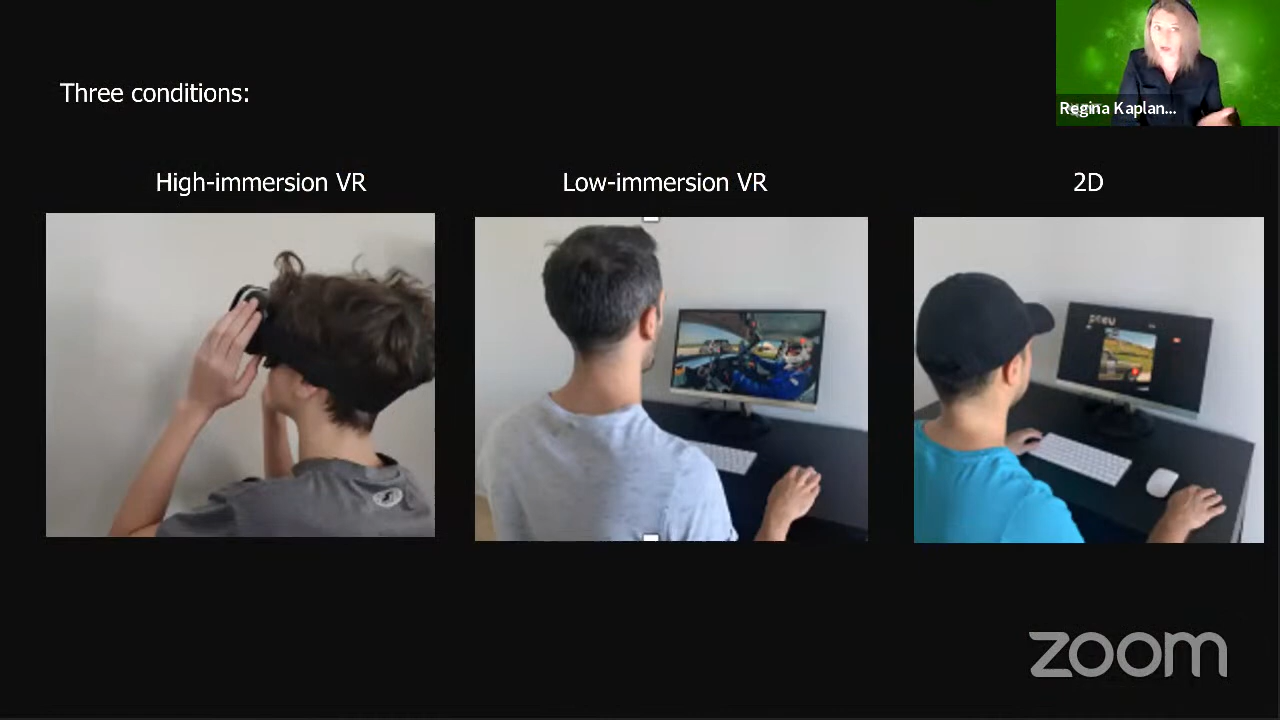 Three conditions:
Regina Kaplan...
High-immersion VR
Low-immersion VR
2D
zoom